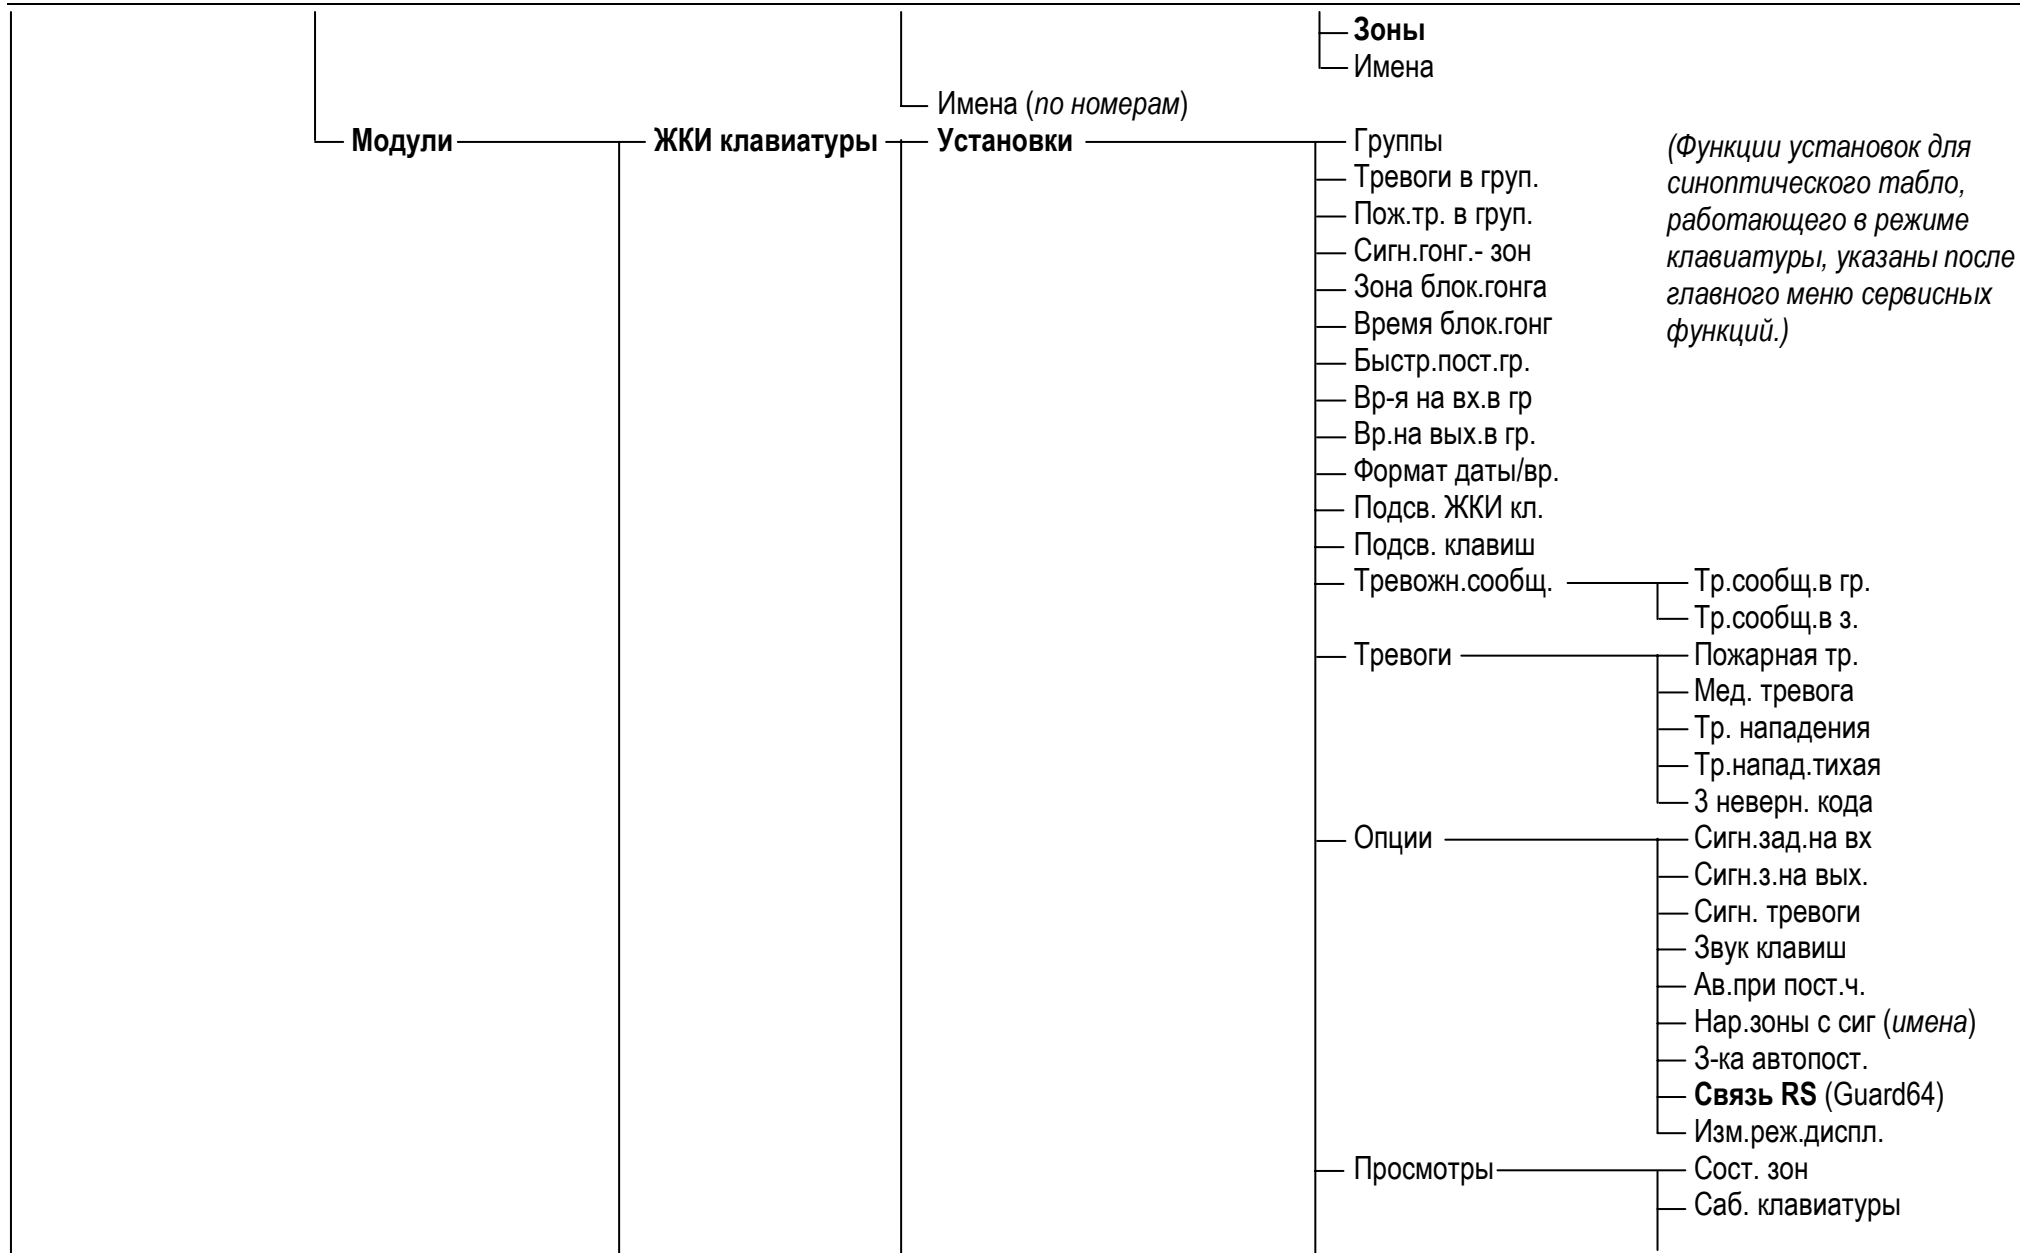 Зоны
Имена
Имена (по номерам)
Модули ЖКИ клавиатуры Установки Группы
(Функции установок для
синоптического табло,
работающего в режиме
клавиатуры, указаны после
главного меню сервисных
функций.)
Тревоги в груп.
Пож.тр. в груп.
Сигн.гонг.- зон
Зона блок.гонга
Время блок.гонг
Быстр.пост.гр.
Вр-я на вх.в гр
Вр.на вых.в гр.
Формат даты/вр.
Подсв. ЖКИ кл.
Подсв. клавиш
Тревожн.сообщ. Тр.сообщ.в гр.
Тр.сообщ.в з.
Тревоги Пожарная тр.
Мед. тревога
Тр. нападения
Тр.напад.тихая
3 неверн. кода
Опции Сигн.зад.на вх
Сигн.з.на вых.
Сигн. тревоги
Звук клавиш
Ав.при пост.ч.
Нар.зоны с сиг (имена)
З-ка автопост.
Связь RS (Guard64)
Изм.реж.диспл.
Просмотры Сост. зон
Саб. клавиатуры